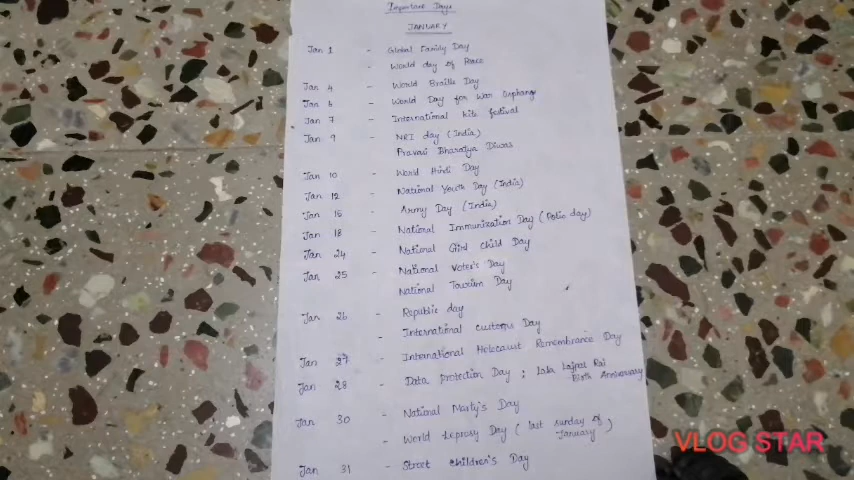 Important Days
JANUARY
Jan 1 - Global Family Day
- World day of Peace
Jan 4 - World Braille Day
Jan 6 - World Day for War Orphans
Jan 7 - International kite festival
Jan 9 - NRI day (India)
Pravasi Bharatiya Diwas
Jan 10 - World Hindi Day
Jan 12 - National Youth Day (India)
Jan 15 - Army Day (India)
Jan 18 - National Immunization Day (Polio day)
Jan 24 - National Girl Child Day
Jan 25 - National Voter's Day
National Tourism Day
Jan 26 - Republic day
- International customs Day
Jan 27 - International Holocaust Remembrance Day
Jan 28 - Data Protection Day ; Lala Lajpat Rai
Birth Anniversary
Jan 30 - National Marty's Day
- World Leprosy Day (last sunday of
January)
Jan 31 - Street children's Day
VLOG STAR